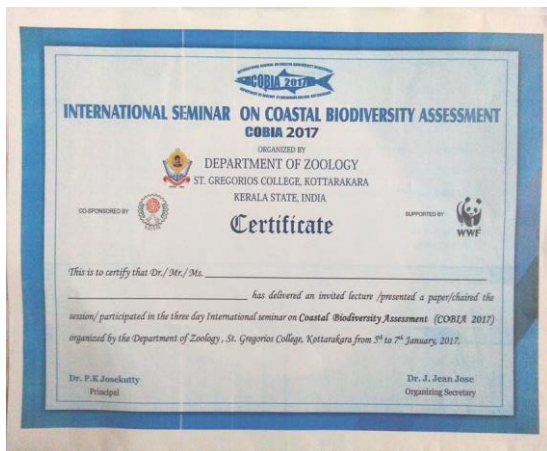 COBIA 2017
INTERNATIONAL SEMINAR ON COASTAL BIODIVERSITY ASSESSMENT
COBIA 2017
ORGANIZED BY
DEPARTMENT OF ZOOLOGY
ST. GREGORIOS COLLEGE, KOTTARAKARA
KERALA STATE, INDIA
CO-SPONSORED BY
SUPPORTED BY
WWF
Certificate
This is to certify that Dr./ Mr./ Ms.
has delivered an invited lecture /presented a paper/chaired the
session/ participated in the three day International seminar on Coastal Biodiversity Assessment (COBIA 2017)
organized by the Department of Zoology , St. Gregorios College, Kottarakara from 5th to 7th January, 2017.
Dr. P.K Josekutty
Principal
Dr. J. Jean Jose
Organizing Secretary